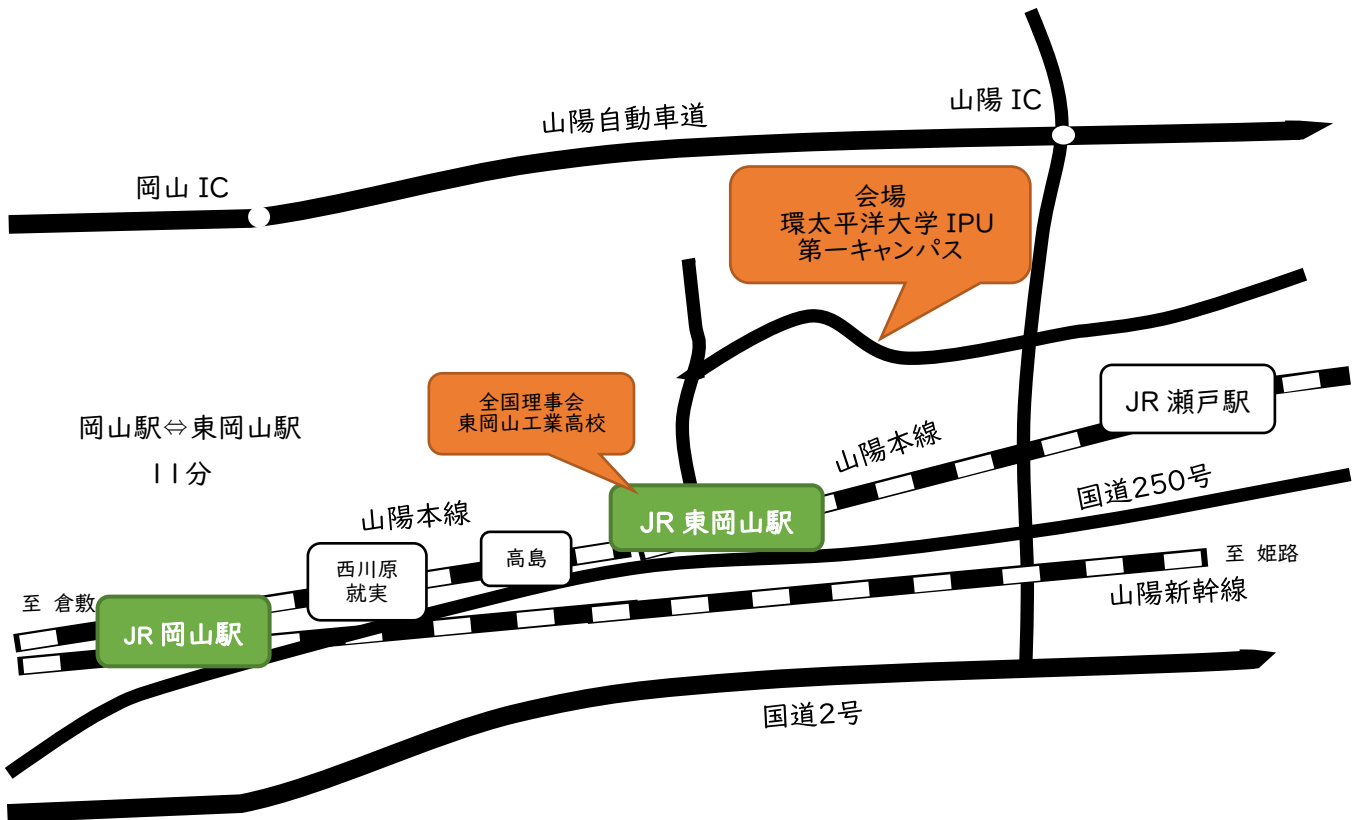 山陽 IC
山陽自動車道
岡山 IC
会場
環太平洋大学 IPU
第一キャンパス
全国理事会
東岡山工業高校
JR 瀬戸駅
岡山駅⇔東岡山駅
11分
山陽本線
国道250号
山陽本線
JR 東岡山駅
高島
西川原
就実
至 姫路
山陽新幹線
至 倉敷
JR 岡山駅
国道2号